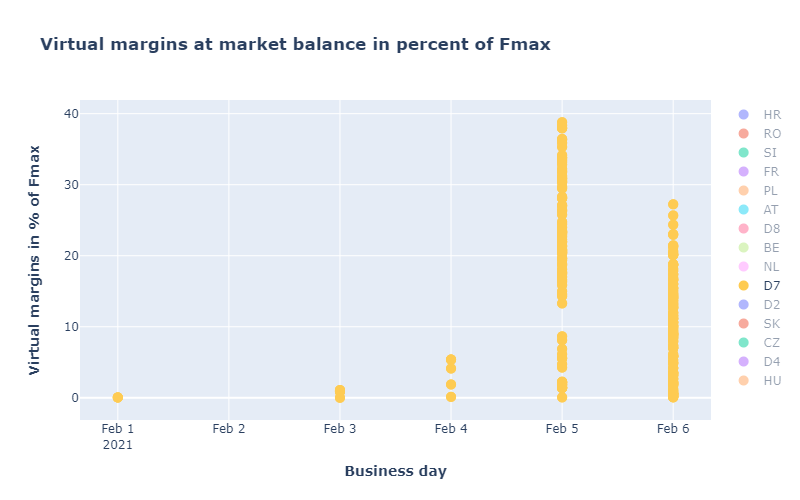 Virtual margins at market balance in percent of Fmax
Virtual margins in % of Fmax
40
30
20
10
0
Feb 1
2021
Feb 2
Feb 3
Feb 4
Feb 5
Feb 6
Business day
HR
RO
SI
FR
PL
AT
D8
BE
NL
D7
D2
SK
CZ
D4
HU